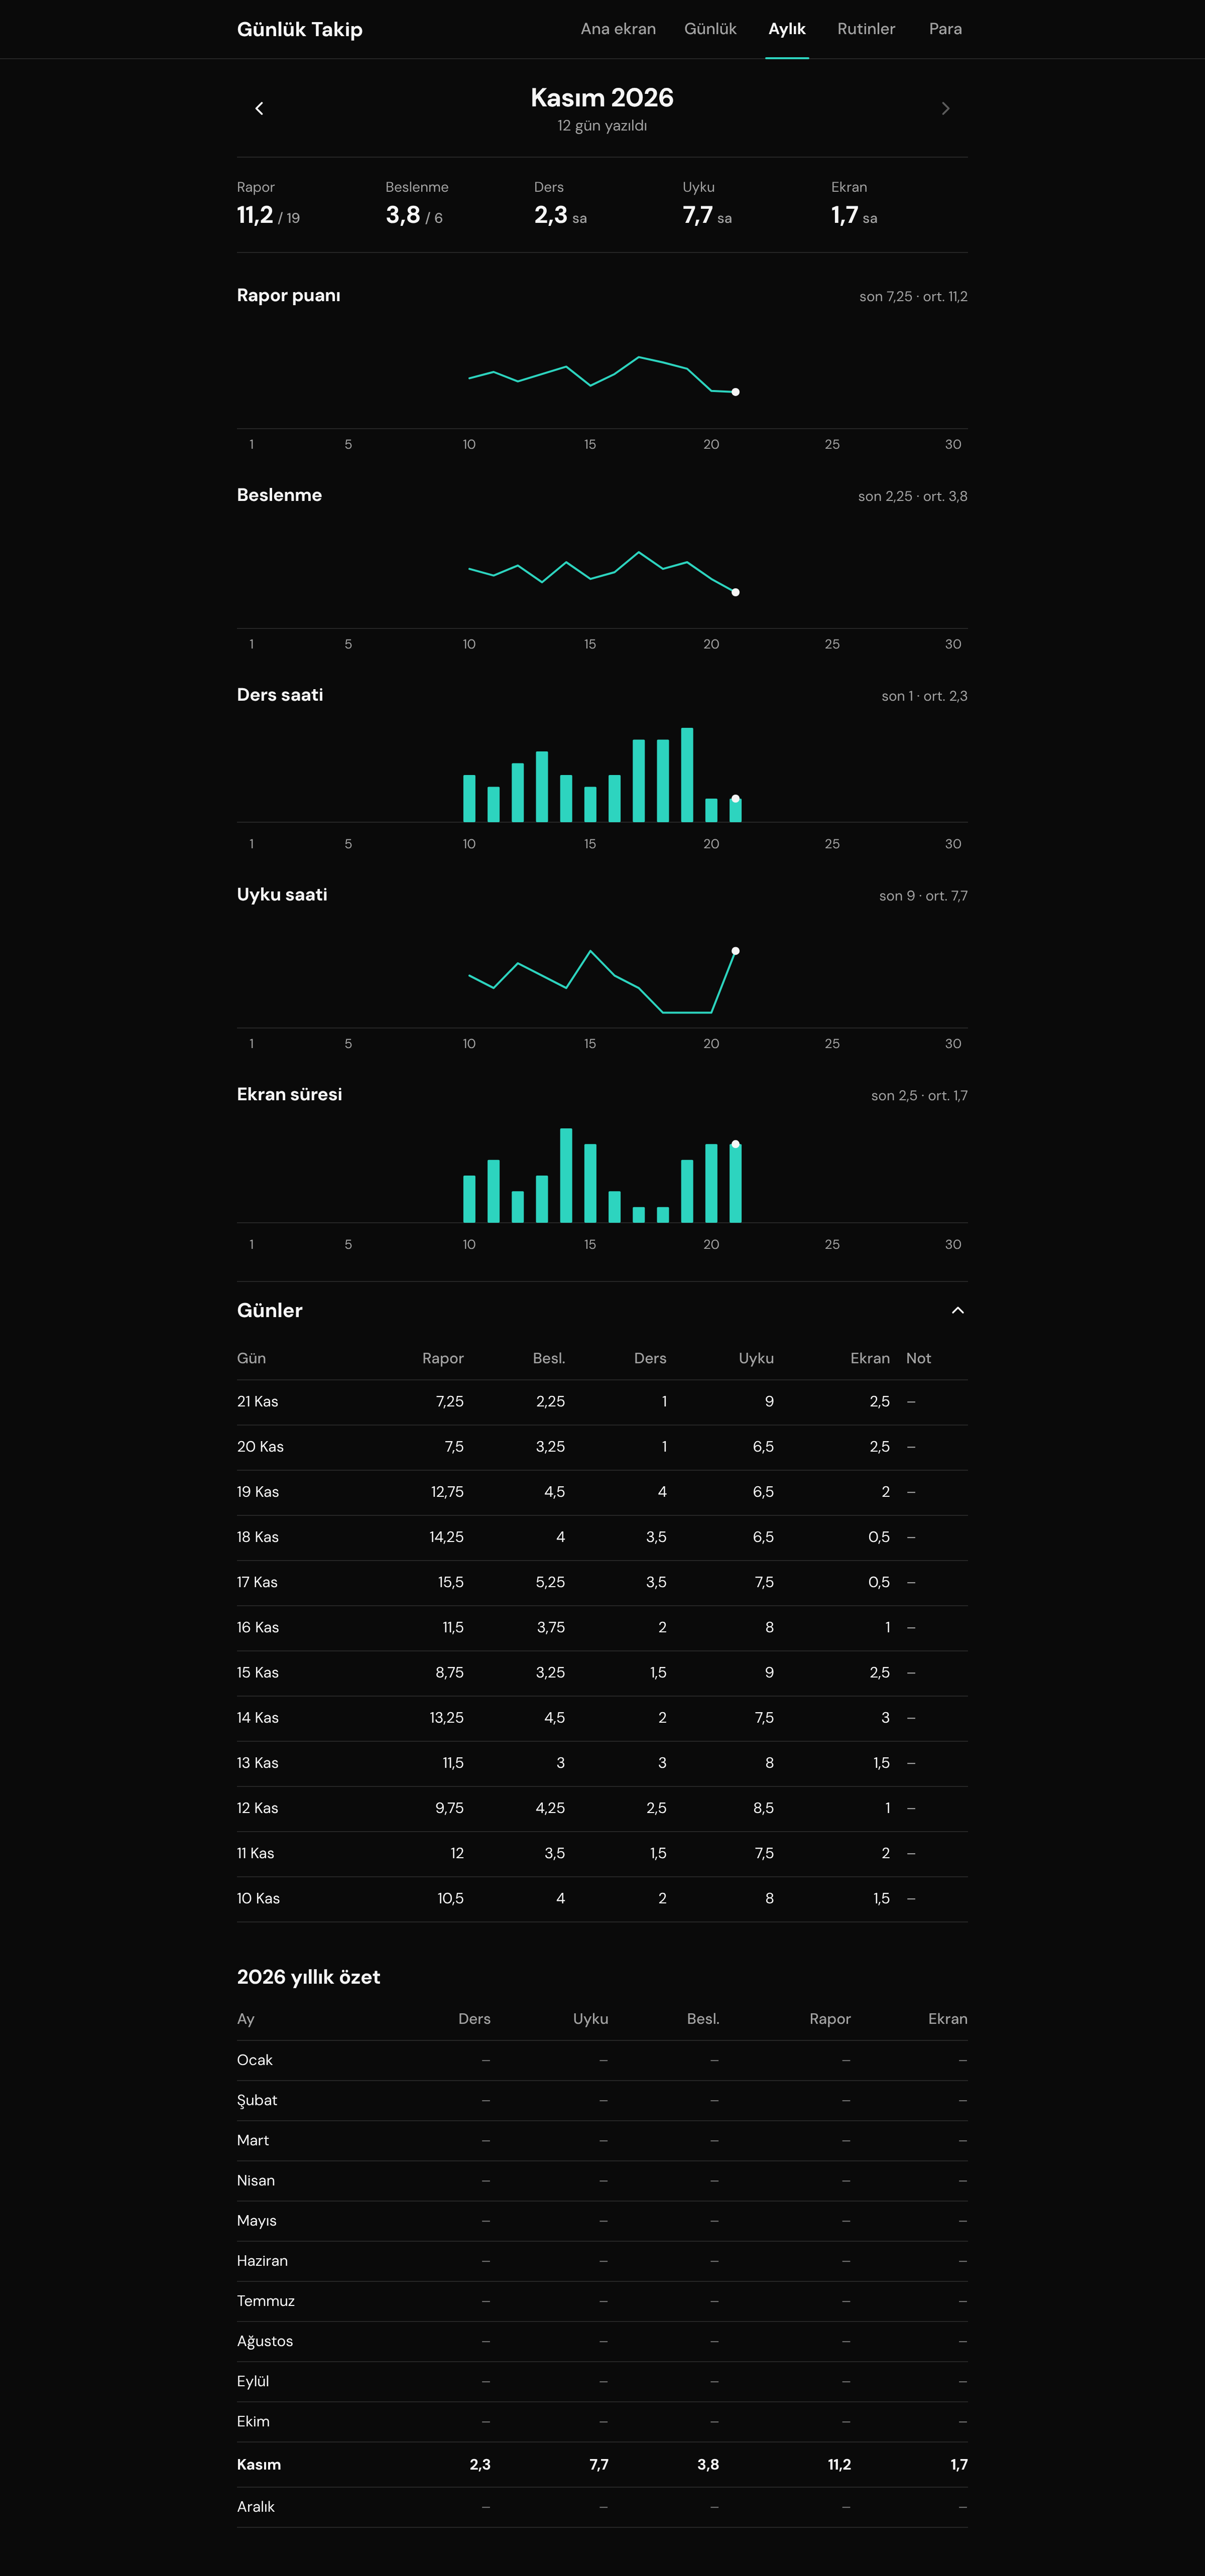 Günlük Takip Ana ekran Günlük Aylık Rutinler Para
Kasım 2026
12 gün yazıldı
Rapor Beslenme Ders Uyku Ekran
11,2 / 19 3,8 / 6 2,3 sa 7,7 sa 1,7 sa
Rapor puanı son 7,25 · ort. 11,2
1 5 10 15 20 25 30
Beslenme son 2,25 · ort. 3,8
1 5 10 15 20 25 30
Ders saati son 1 · ort. 2,3
1 5 10 15 20 25 30
Uyku saati son 9 · ort. 7,7
1 5 10 15 20 25 30
Ekran süresi son 2,5 · ort. 1,7
1 5 10 15 20 25 30
Günler
Gün Rapor Besl. Ders Uyku Ekran Not
21 Kas 7,25 2,25 1 9 2,5 –
20 Kas 7,5 3,25 1 6,5 2,5 –
19 Kas 12,75 4,5 4 6,5 2 –
18 Kas 14,25 4 3,5 6,5 0,5 –
17 Kas 15,5 5,25 3,5 7,5 0,5 –
16 Kas 11,5 3,75 2 8 1 –
15 Kas 8,75 3,25 1,5 9 2,5 –
14 Kas 13,25 4,5 2 7,5 3 –
13 Kas 11,5 3 3 8 1,5 –
12 Kas 9,75 4,25 2,5 8,5 1 –
11 Kas 12 3,5 1,5 7,5 2 –
10 Kas 10,5 4 2 8 1,5 –
2026 yıllık özet
Ay Ders Uyku Besl. Rapor Ekran
Ocak – – – – –
Şubat – – – – –
Mart – – – – –
Nisan – – – – –
Mayıs – – – – –
Haziran – – – – –
Temmuz – – – – –
Ağustos – – – – –
Eylül – – – – –
Ekim – – – – –
Kasım 2,3 7,7 3,8 11,2 1,7
Aralık – – – – –